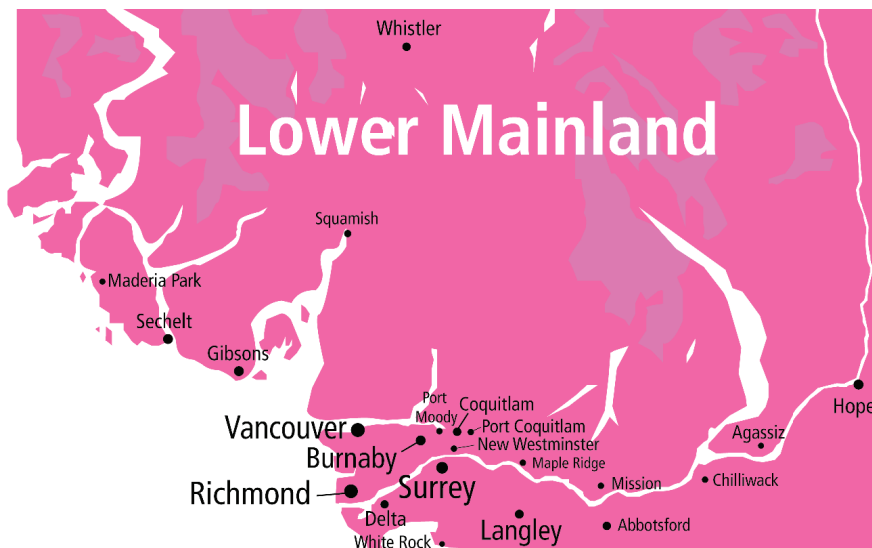 Whistler
Lower Mainland
Squamish
Maderia Park
Sechelt
Gibsons
Hope
Port
Moody
Coquitlam
Vancouver
Port Coquitlam
Agassiz
New Westminster
Burnaby
Maple Ridge
Chilliwack
Surrey
Mission
Richmond
Delta
Langley
Abbotsford
White Rock